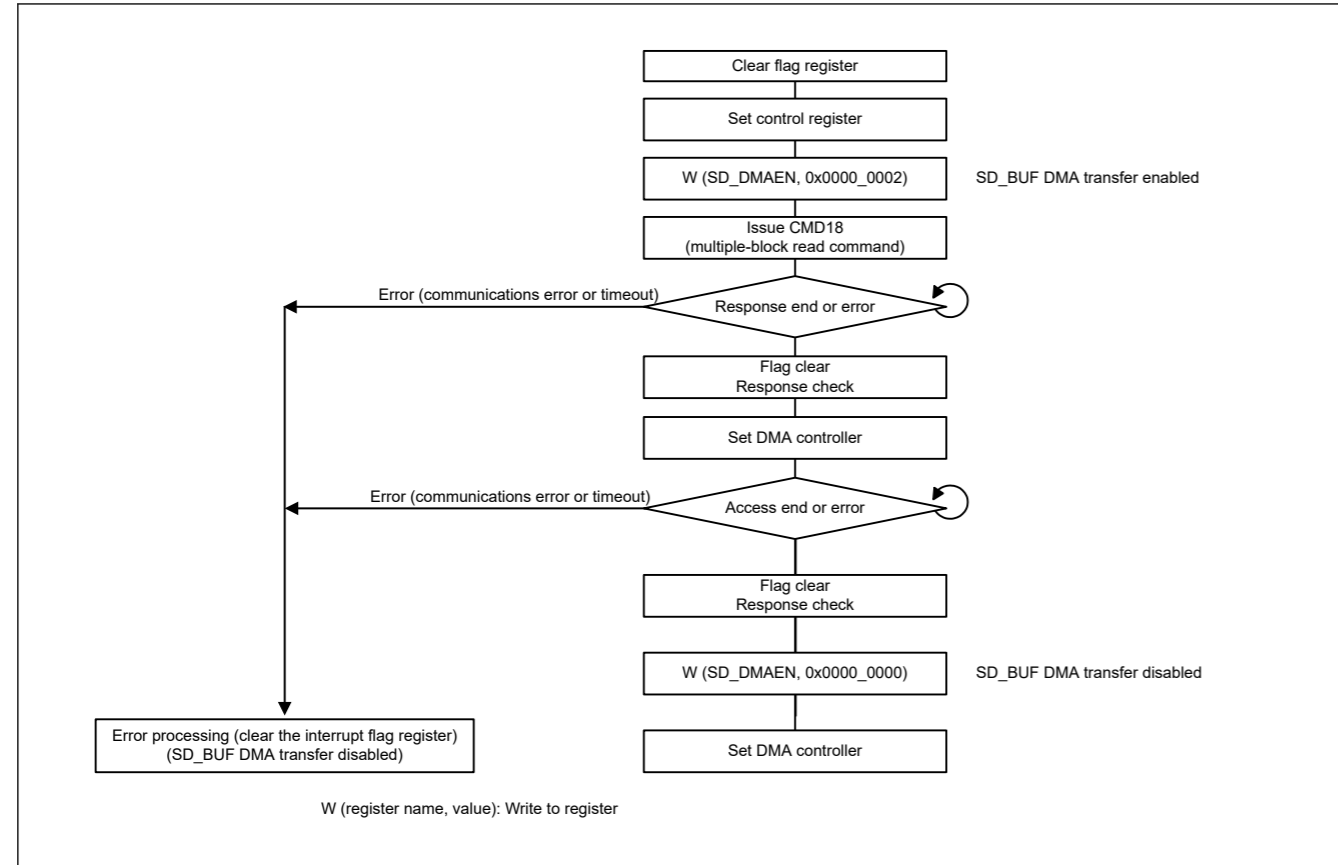 Clear flag register
Set control register
W (SD_DMAEN, 0x0000_0002)
SD_BUF DMA transfer enabled
Issue CMD18
(multiple-block read command)
Error (communications error or timeout)
Response end or error
Flag clear
Response check
Set DMA controller
Error (communications error or timeout)
Access end or error
Flag clear
Response check
W (SD_DMAEN, 0x0000_0000)
SD_BUF DMA transfer disabled
Error processing (clear the interrupt flag register)
(SD_BUF DMA transfer disabled)
Set DMA controller
W (register name, value): Write to register